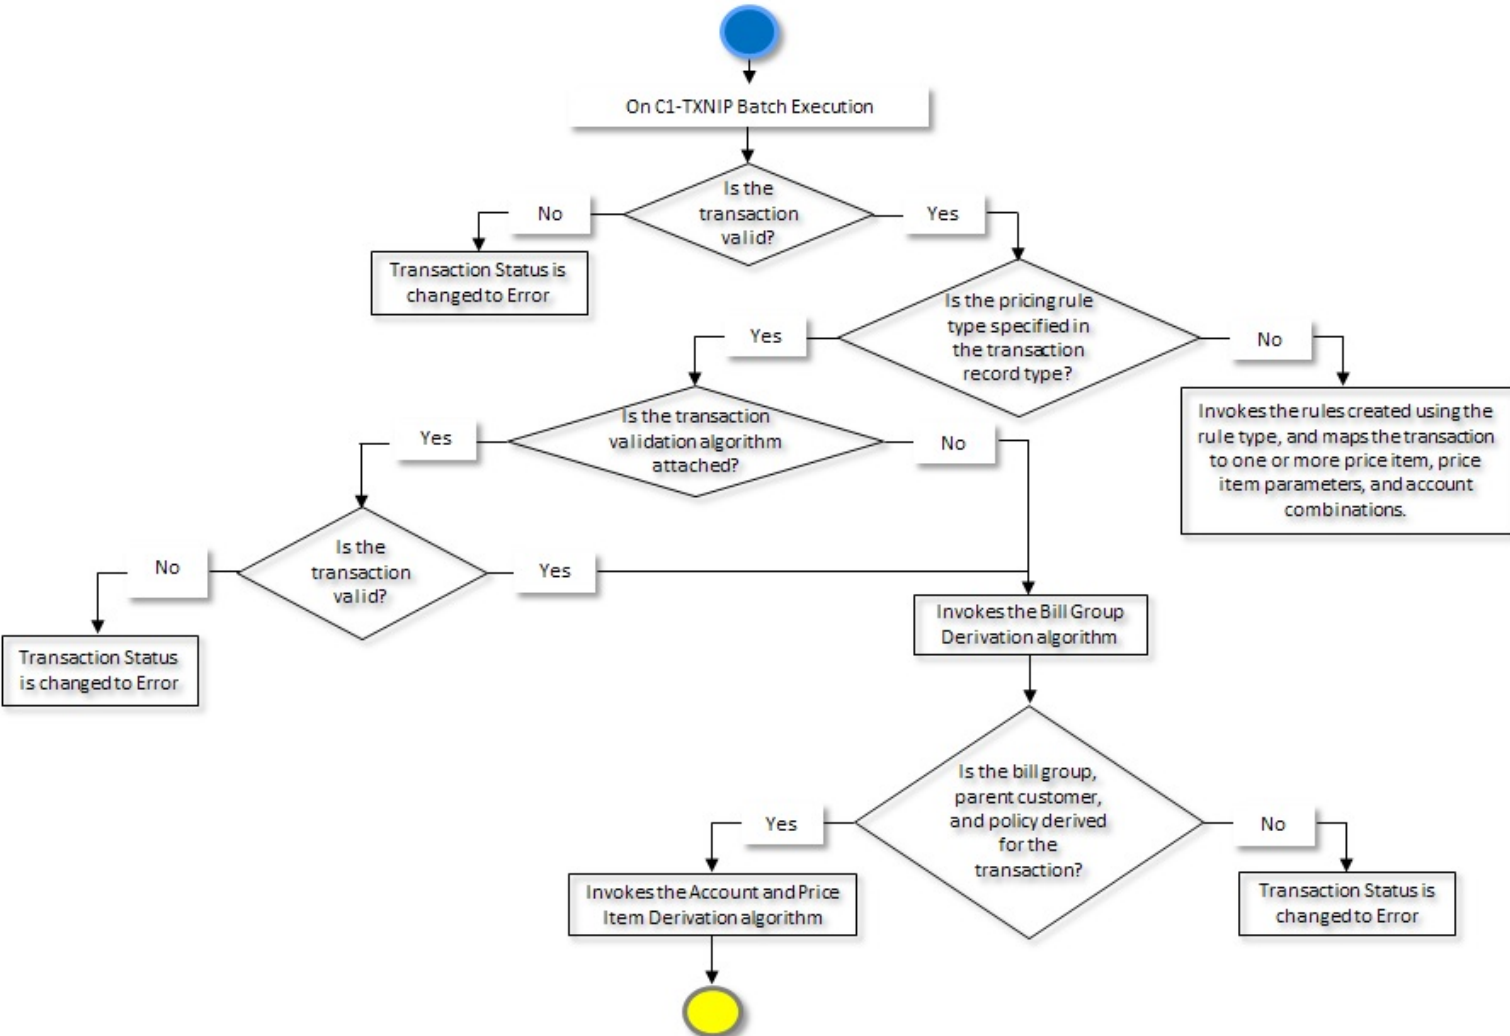 On C1-TXNIP Batch Execution
Is the
transaction
valid?
No
Yes
Transaction Status is
changed to Error
Is the pricing rule
type specified in
the transaction
record type?
Yes
No
Invokes the rules created using the
rule type, and maps the transaction
to one or more price item, price
item parameters, and account
combinations.
Is the transaction
validation algorithm
attached?
Yes
No
Is the
transaction
valid?
No
Yes
Transaction Status
is changed to Error
Invokes the Bill Group
Derivation algorithm
Is the bill group,
parent customer,
and policy derived
for the
transaction?
Yes
No
Invokes the Account and Price
Item Derivation algorithm
Transaction Status is
changed to Error